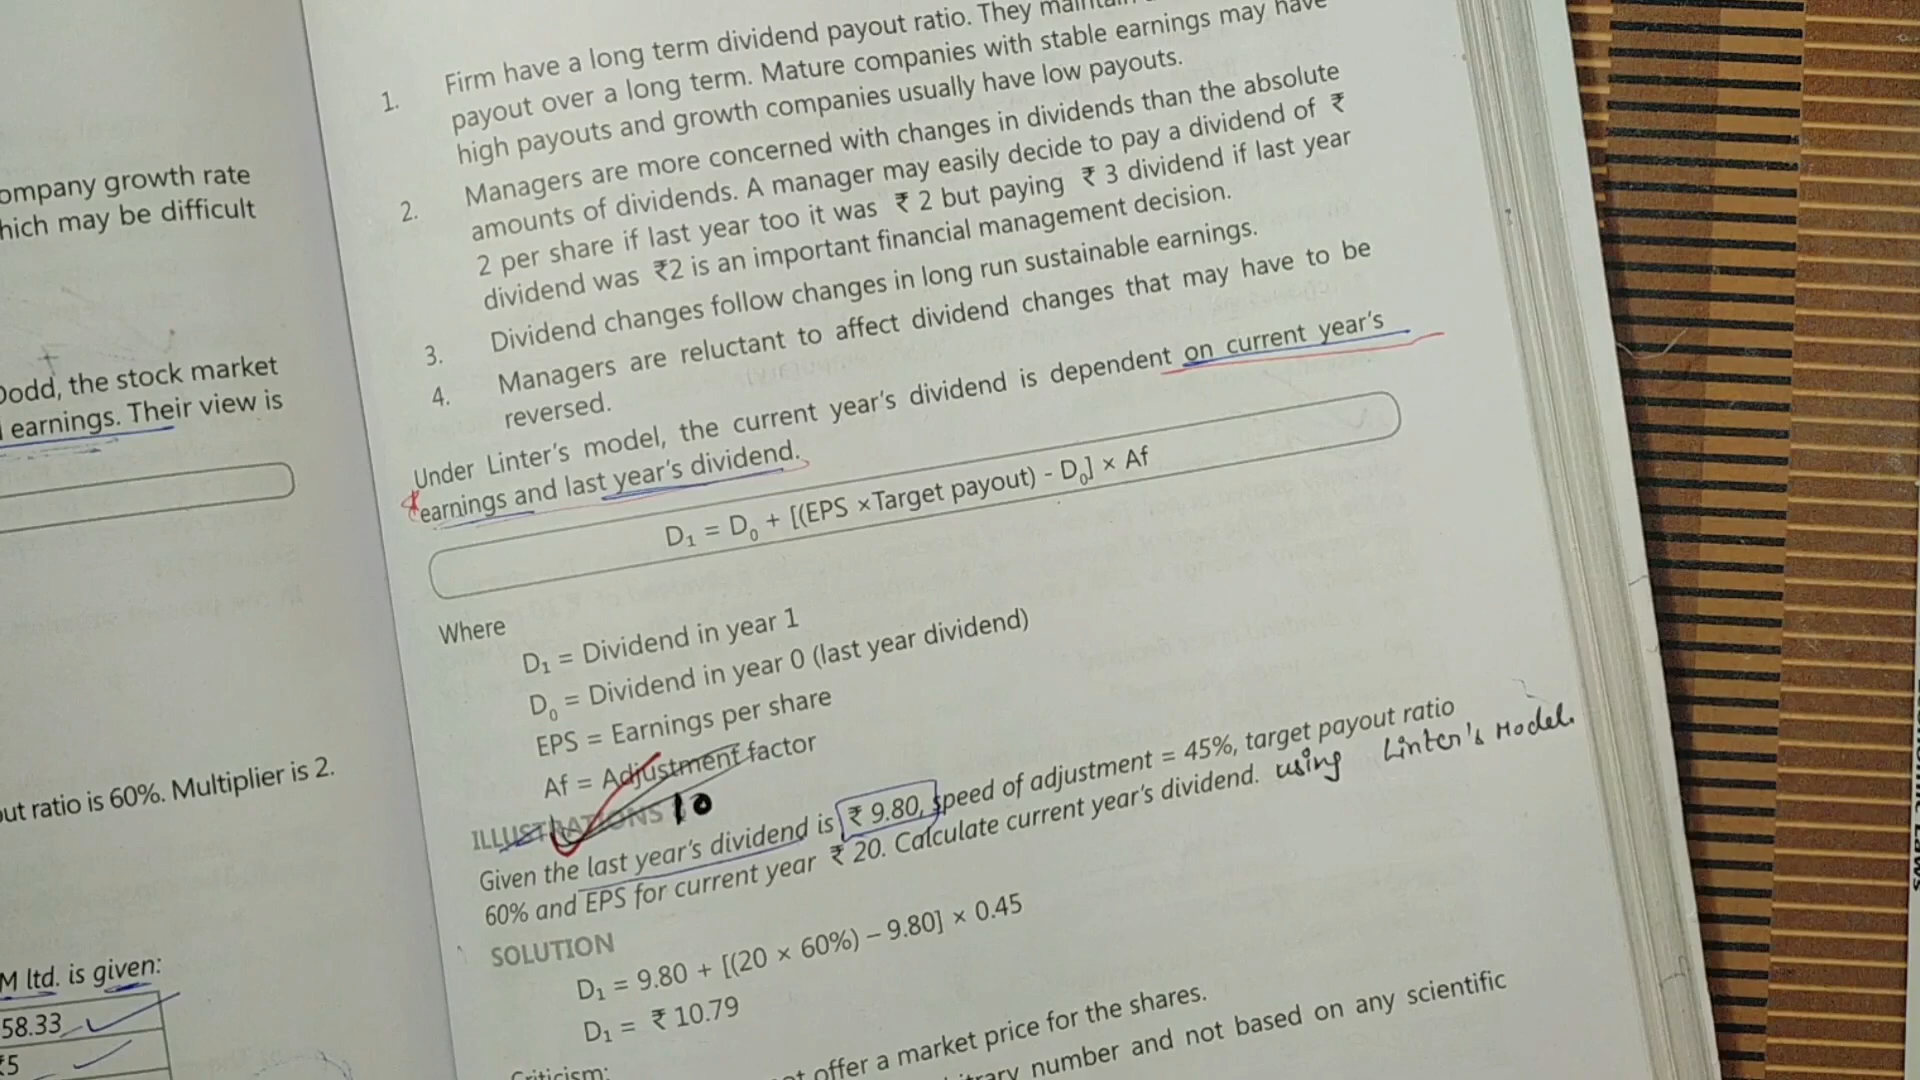 ompany growth rate
hich may be difficult
Dodd, the stock market
earnings. Their view is
out ratio is 60%. Multiplier is 2.
M ltd. is given:
58.33
₹5
1. Firm have a long term dividend payout ratio. They
payout over a long term. Mature companies with stable earnings may have
high payouts and growth companies usually have low payouts.
2. Managers are more concerned with changes in dividends than the absolute
amounts of dividends. A manager may easily decide to pay a dividend of ₹
2 per share if last year too it was ₹ 2 but paying ₹ 3 dividend if last year
dividend was ₹2 is an important financial management decision.
3. Dividend changes follow changes in long run sustainable earnings.
4. Managers are reluctant to affect dividend changes that may have to be
reversed.
Under Linter's model, the current year's dividend is dependent on current year's
earnings and last year's dividend.
D₁ = D₀ + [(EPS ×Target payout) - D₀] × Af
Where
D₁ = Dividend in year 1
D₀ = Dividend in year 0 (last year dividend)
EPS = Earnings per share
Af = Adjustment factor
ILLUSTRATIONS 10
Given the last year's dividend is ₹ 9.80, speed of adjustment = 45%, target payout ratio
60% and EPS for current year ₹ 20. Calculate current year's dividend. using Linter's Model.
SOLUTION
D₁ = 9.80 + [(20 × 60%) – 9.80] × 0.45
D₁ = ₹ 10.79
Criticism:
offer a market price for the shares.
number and not based on any scientific